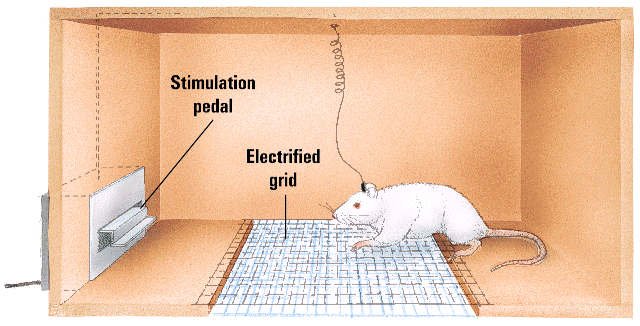 Stimulation
pedal
Electrified
grid